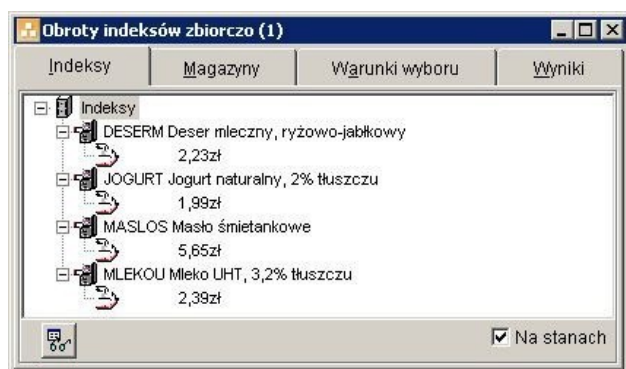 Obroty indeksów zbiorczo (1)
Indeksy Magazyny Warunki wyboru Wyniki
Indeksy
DESERM Deser mleczny, ryżowo-jabłkowy
2,23zł
JOGURT Jogurt naturalny, 2% tłuszczu
1,99zł
MASLOS Masło śmietankowe
5,65zł
MLEKOU Mleko UHT, 3,2% tłuszczu
2,39zł
Na stanach